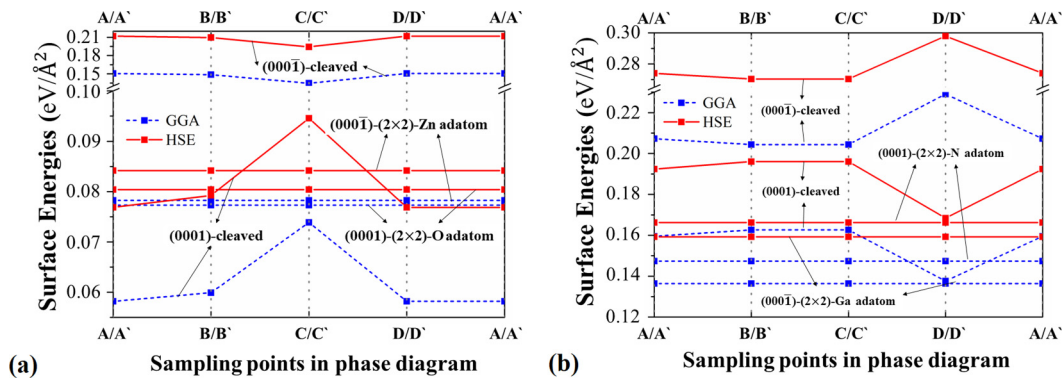 (a)
A/A` B/B` C/C` D/D` A/A`
Surface Energies (eV/Å²)
0.21
0.18
0.15
0.10
0.09
0.08
0.07
0.06
(0001̅)-cleaved
GGA
HSE
(0001̅)-(2×2)-Zn adatom
(0001)-cleaved
(0001)-(2×2)-O adatom
A/A` B/B` C/C` D/D` A/A`
Sampling points in phase diagram
(b)
A/A` B/B` C/C` D/D` A/A`
Surface Energies (eV/Å²)
0.30
0.28
0.22
0.20
0.18
0.16
0.14
0.12
(0001̅)-cleaved
GGA
HSE
(0001)-(2×2)-N adatom
(0001)-cleaved
(0001̅)-(2×2)-Ga adatom
A/A` B/B` C/C` D/D` A/A`
Sampling points in phase diagram